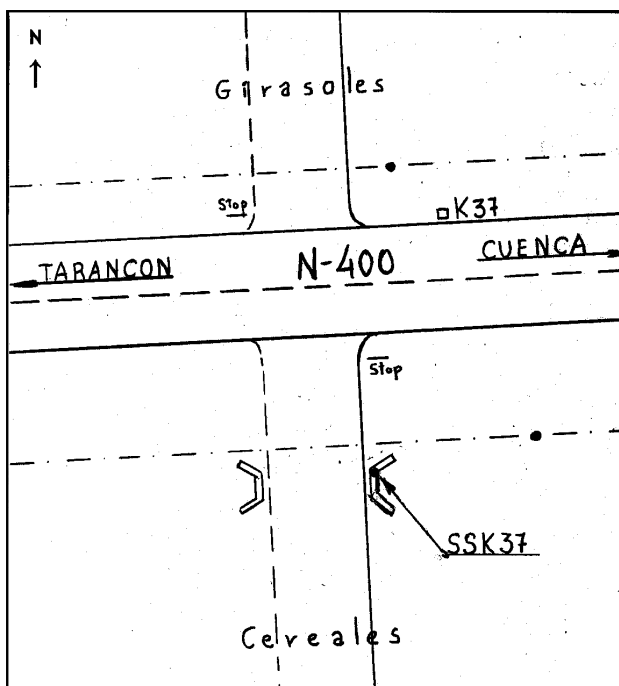 N
Girasoles
Stop
K37
TARANCON
N-400
CUENCA
Stop
SSK37
Cereales